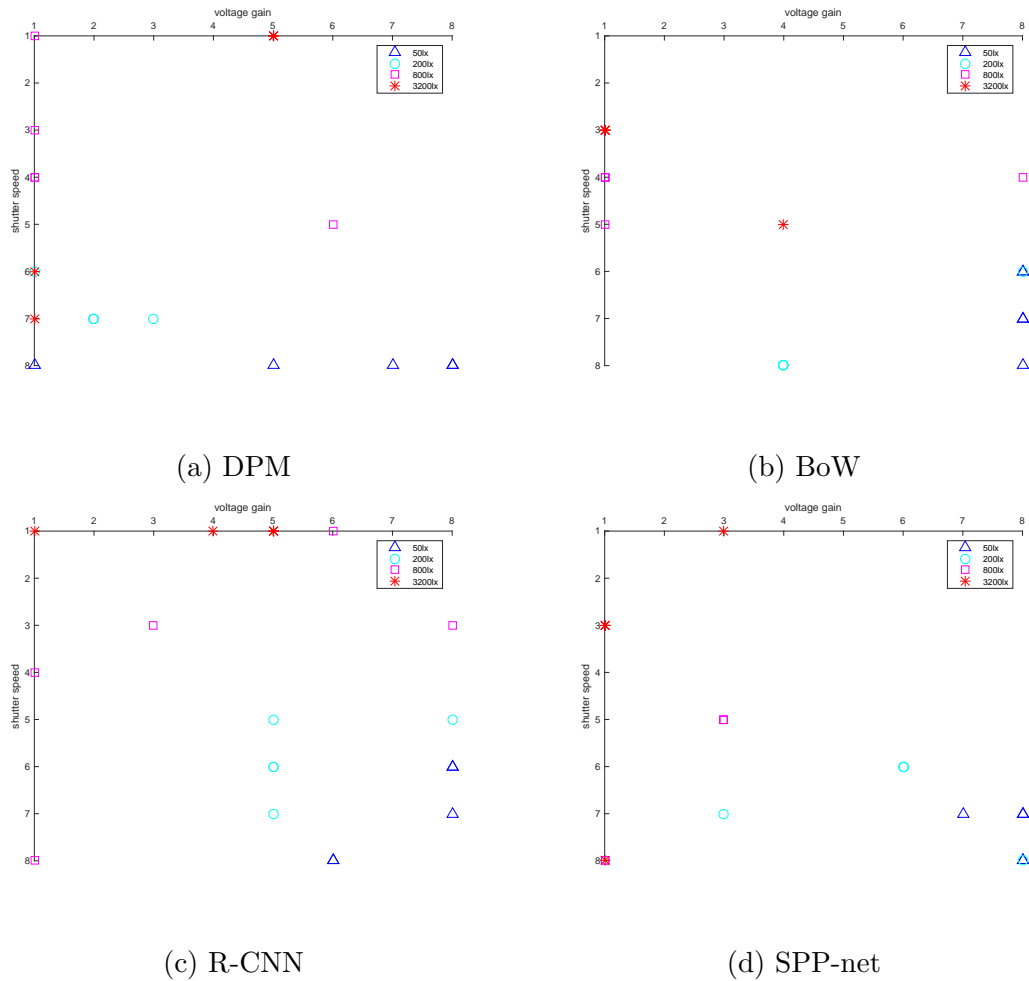 voltage gain
1 2 3 4 5 6 7 8
1
2
3
4
5
6
7
8
shutter speed
50lx
200lx
800lx
3200lx
(a) DPM
voltage gain
1 2 3 4 5 6 7 8
1
2
3
4
5
6
7
8
shutter speed
50lx
200lx
800lx
3200lx
(b) BoW
voltage gain
1 2 3 4 5 6 7 8
1
2
3
4
5
6
7
8
shutter speed
50lx
200lx
800lx
3200lx
(c) R-CNN
voltage gain
1 2 3 4 5 6 7 8
1
2
3
4
5
6
7
8
shutter speed
50lx
200lx
800lx
3200lx
(d) SPP-net